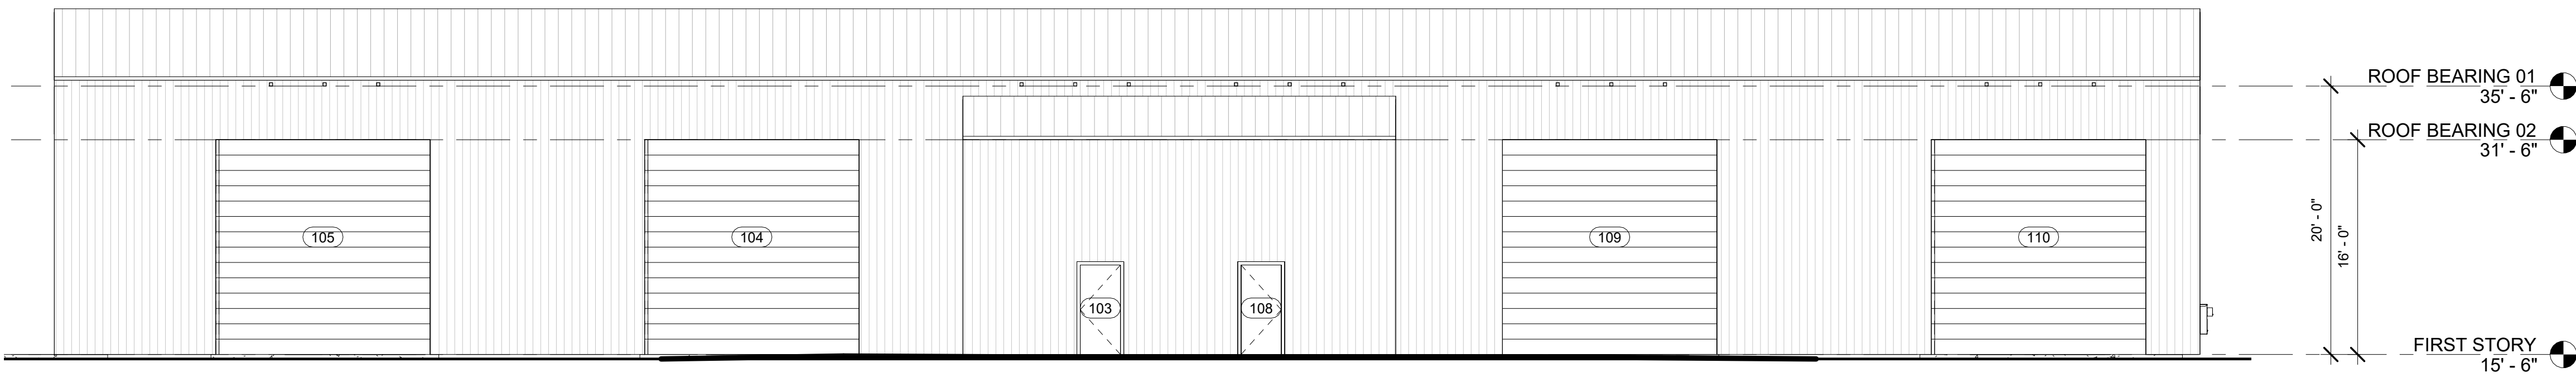 ROOF BEARING 01
35' - 6"
ROOF BEARING 02
31' - 6"
20' - 0"
16' - 0"
105
104
109
110
103
108
FIRST STORY
15' - 6"